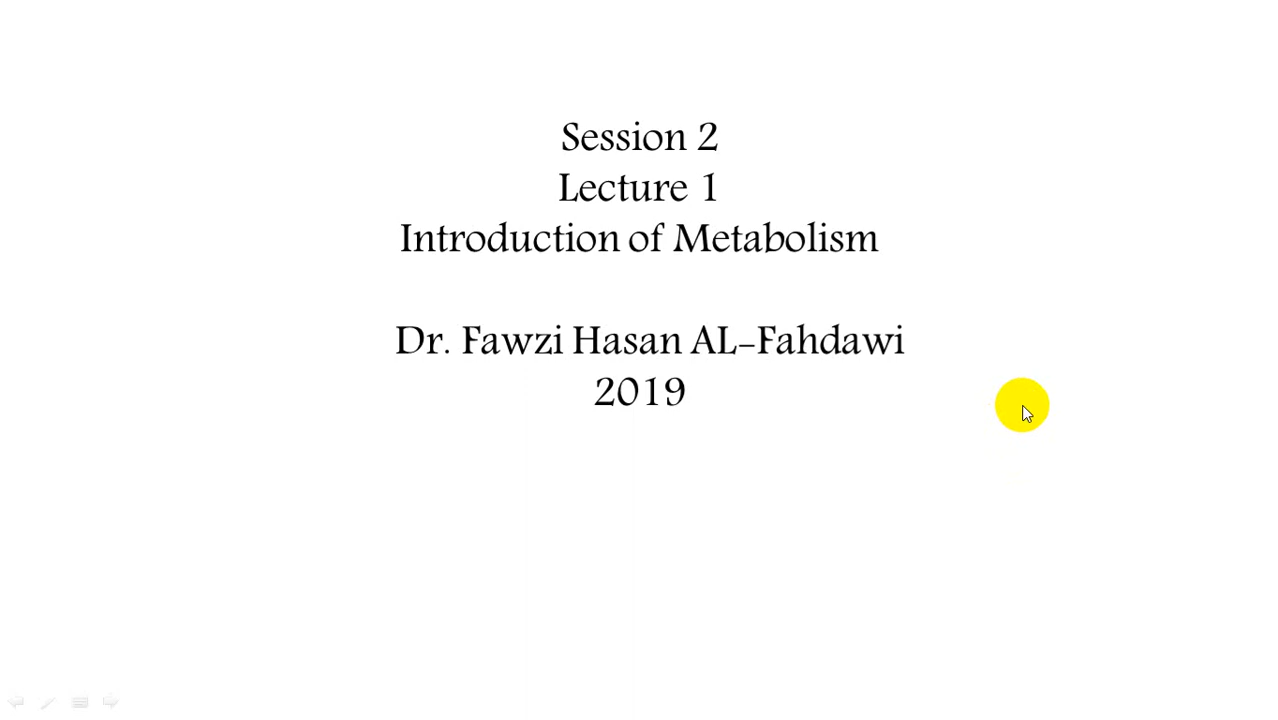 Session 2
Lecture 1
Introduction of Metabolism
Dr. Fawzi Hasan AL-Fahdawi
2019